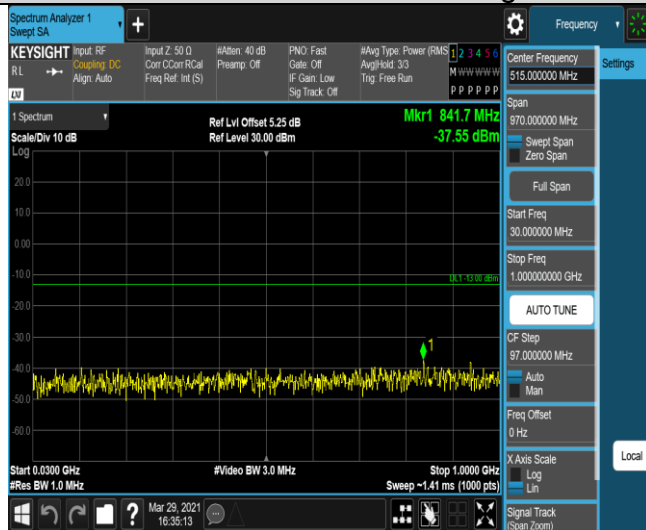 Spectrum Analyzer 1
Swept SA
+
Frequency
KEYSIGHT
RL
LXI
Input: RF
Coupling: DC
Align: Auto
Input Z: 50 Ω
Corr CCorr RCal
Freq Ref: Int (S)
#Atten: 40 dB
Preamp: Off
PNO: Fast
Gate: Off
IF Gain: Low
Sig Track: Off
#Avg Type: Power (RMS
Avg|Hold: 3/3
Trig: Free Run
1 2 3 4 5 6
M W W W W W
P P P P P P
1 Spectrum
Scale/Div 10 dB
Ref Lvl Offset 5.25 dB
Ref Level 30.00 dBm
Mkr1 841.7 MHz
-37.55 dBm
Log
20.0
10.0
0.00
-10.0
DL1 -13.00 dBm
-20.0
-30.0
1
-40.0
-50.0
-60.0
Start 0.0300 GHz
#Res BW 1.0 MHz
#Video BW 3.0 MHz
Stop 1.0000 GHz
Sweep ~1.41 ms (1000 pts)
?
Mar 29, 2021
16:35:13
Center Frequency
515.000000 MHz
Span
970.000000 MHz
Swept Span
Zero Span
Full Span
Start Freq
30.000000 MHz
Stop Freq
1.000000000 GHz
AUTO TUNE
CF Step
97.000000 MHz
Auto
Man
Freq Offset
0 Hz
X Axis Scale
Log
Lin
Signal Track
(Span Zoom)
Settings
Local